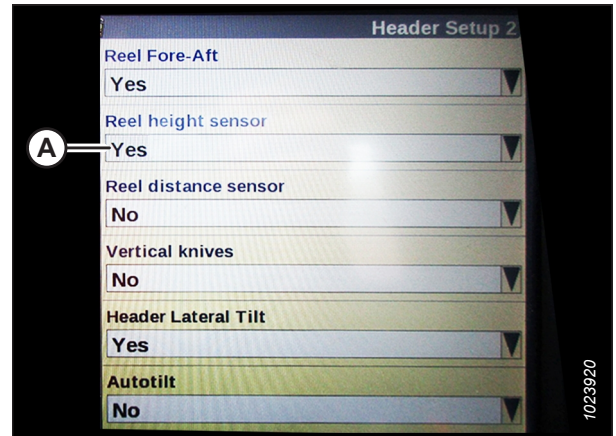 Header Setup 2
Reel Fore-Aft
Yes
Reel height sensor
A
Yes
Reel distance sensor
No
Vertical knives
No
Header Lateral Tilt
Yes
Autotilt
No
1023920